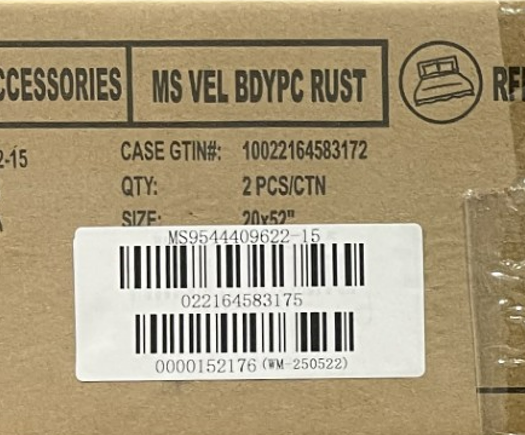 CCESSORIES
MS VEL BDYPC RUST
2-15
CASE GTIN#: 10022164583172
QTY: 2 PCS/CTN
SIZE: 20x52"
MS9544409622-15
022164583175
0000152176 (WM-250522)